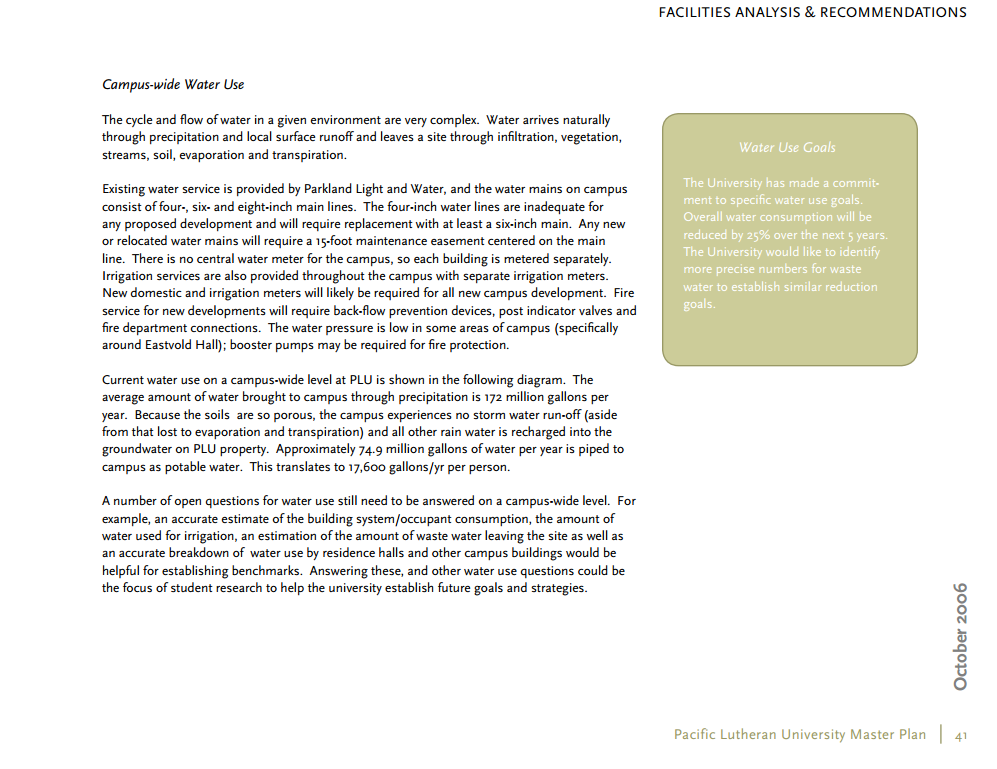 FACILITIES ANALYSIS & RECOMMENDATIONS
Campus-wide Water Use
The cycle and flow of water in a given environment are very complex.  Water arrives naturally
through precipitation and local surface runoff and leaves a site through infiltration, vegetation,
streams, soil, evaporation and transpiration.
Existing water service is provided by Parkland Light and Water, and the water mains on campus
consist of four-, six- and eight-inch main lines.  The four-inch water lines are inadequate for
any proposed development and will require replacement with at least a six-inch main.  Any new
or relocated water mains will require a 15-foot maintenance easement centered on the main
line.  There is no central water meter for the campus, so each building is metered separately.
Irrigation services are also provided throughout the campus with separate irrigation meters.
New domestic and irrigation meters will likely be required for all new campus development.  Fire
service for new developments will require back-flow prevention devices, post indicator valves and
fire department connections.  The water pressure is low in some areas of campus (specifically
around Eastvold Hall); booster pumps may be required for fire protection.
Current water use on a campus-wide level at PLU is shown in the following diagram.  The
average amount of water brought to campus through precipitation is 172 million gallons per
year.  Because the soils  are so porous, the campus experiences no storm water run-off (aside
from that lost to evaporation and transpiration) and all other rain water is recharged into the
groundwater on PLU property.  Approximately 74.9 million gallons of water per year is piped to
campus as potable water.  This translates to 17,600 gallons/yr per person.
A number of open questions for water use still need to be answered on a campus-wide level.  For
example, an accurate estimate of the building system/occupant consumption, the amount of
water used for irrigation, an estimation of the amount of waste water leaving the site as well as
an accurate breakdown of  water use by residence halls and other campus buildings would be
helpful for establishing benchmarks.  Answering these, and other water use questions could be
the focus of student research to help the university establish future goals and strategies.
Water Use Goals
The University has made a commit-
ment to specific water use goals.
Overall water consumption will be
reduced by 25% over the next 5 years.
The University would like to identify
more precise numbers for waste
water to establish similar reduction
goals.
October 2006
Pacific Lutheran University Master Plan | 41